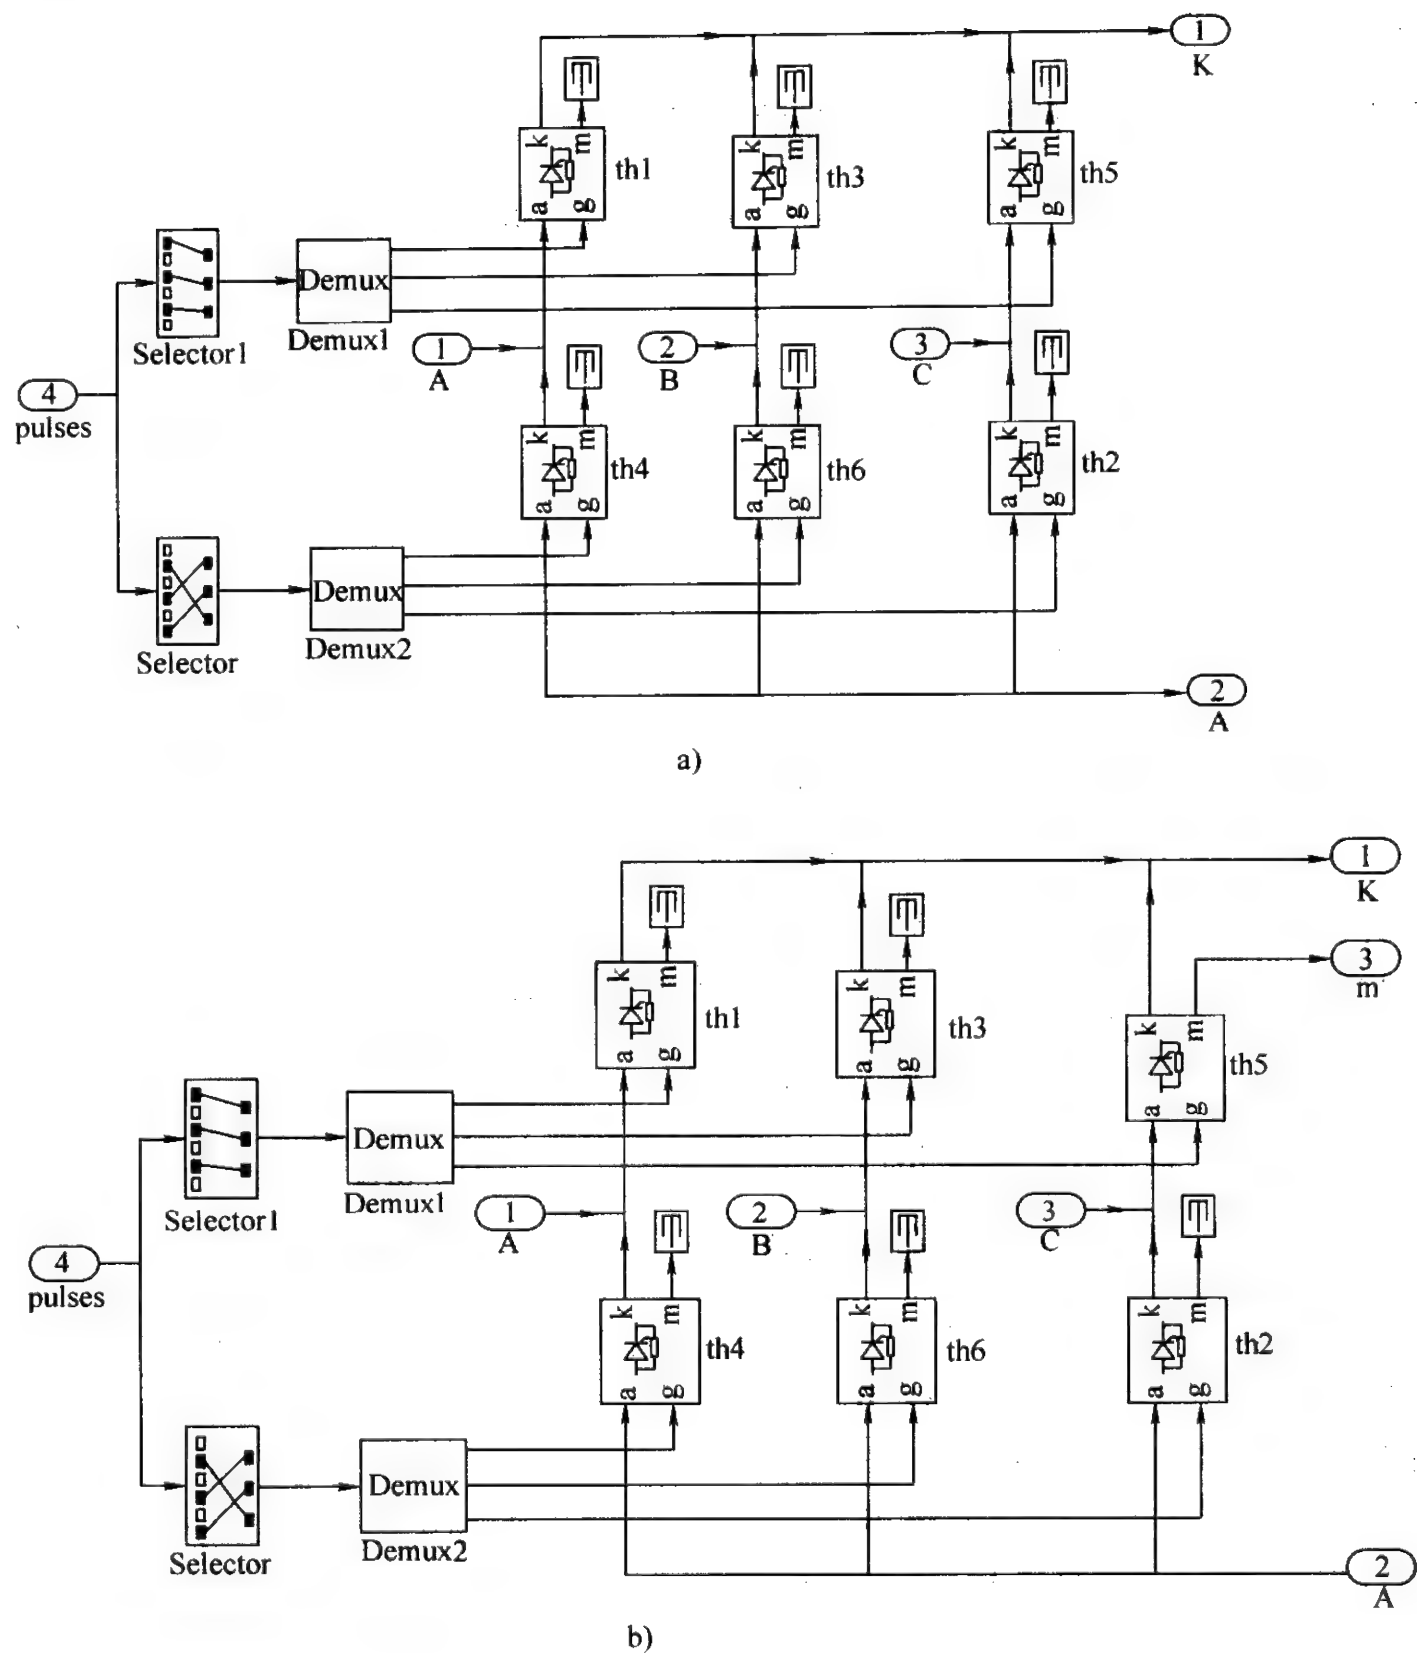 1
K
k m
th1
a g
k m
th3
a g
k m
th5
a g
Demux
Selector1
Demux1
1
A
2
B
3
C
4
pulses
k m
th4
a g
k m
th6
a g
k m
th2
a g
Demux
Selector
Demux2
2
A
a)
1
K
3
m
k m
th1
a g
k m
th3
a g
k m
th5
a g
Demux
Selector1
Demux1
1
A
2
B
3
C
4
pulses
k m
th4
a g
k m
th6
a g
k m
th2
a g
Demux
Selector
Demux2
2
A
b)